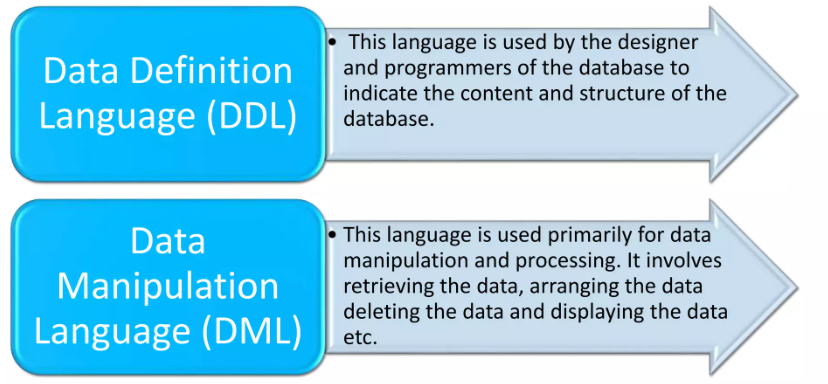 Data Definition
Language (DDL)
• This language is used by the designer
and programmers of the database to
indicate the content and structure of the
database.
Data
Manipulation
Language (DML)
• This language is used primarily for data
manipulation and processing. It involves
retrieving the data, arranging the data
deleting the data and displaying the data
etc.